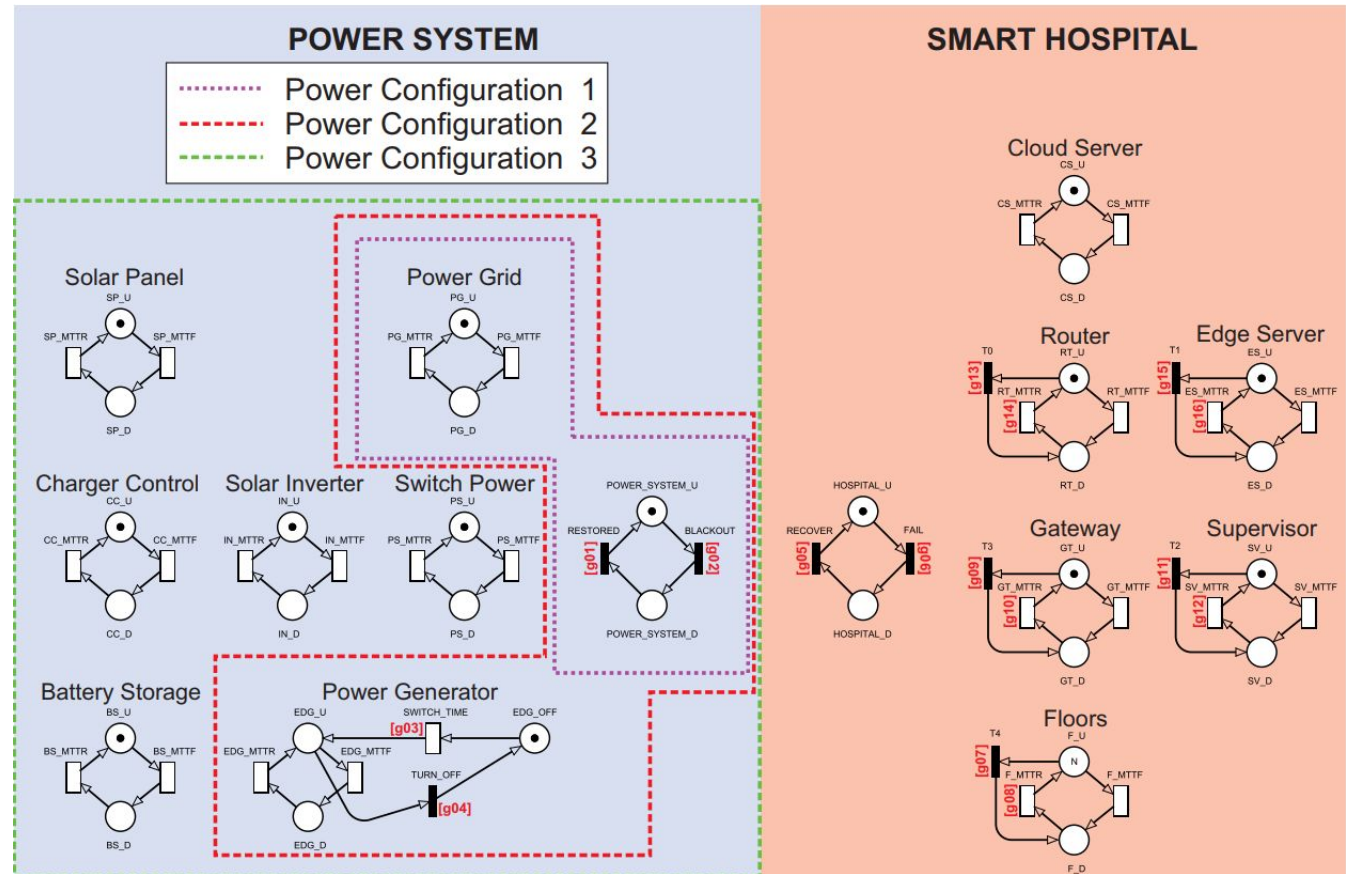 POWER SYSTEM
Power Configuration 1
Power Configuration 2
Power Configuration 3
Solar Panel
SP_U
SP_MTTR
SP_MTTF
SP_D
Power Grid
PG_U
PG_MTTR
PG_MTTF
PG_D
Charger Control
CC_U
CC_MTTR
CC_MTTF
CC_D
Solar Inverter
IN_U
IN_MTTR
IN_MTTF
IN_D
Switch Power
PS_U
PS_MTTR
PS_MTTF
PS_D
POWER_SYSTEM_U
RESTORED
BLACKOUT
[g01]
[g02]
POWER_SYSTEM_D
Battery Storage
BS_U
BS_MTTR
BS_MTTF
BS_D
Power Generator
EDG_U
SWITCH_TIME
EDG_OFF
[g03]
EDG_MTTR
EDG_MTTF
TURN_OFF
[g04]
EDG_D
SMART HOSPITAL
Cloud Server
CS_U
CS_MTTR
CS_MTTF
CS_D
Router
T0
RT_U
[g13]
RT_MTTR
RT_MTTF
[g14]
RT_D
Edge Server
T1
ES_U
[g15]
ES_MTTR
ES_MTTF
[g16]
ES_D
HOSPITAL_U
RECOVER
FAIL
[g05]
[g06]
HOSPITAL_D
Gateway
T3
GT_U
[g09]
GT_MTTR
GT_MTTF
[g10]
GT_D
Supervisor
T2
SV_U
[g11]
SV_MTTR
SV_MTTF
[g12]
SV_D
Floors
T4
F_U
N
[g07]
F_MTTR
F_MTTF
[g08]
F_D